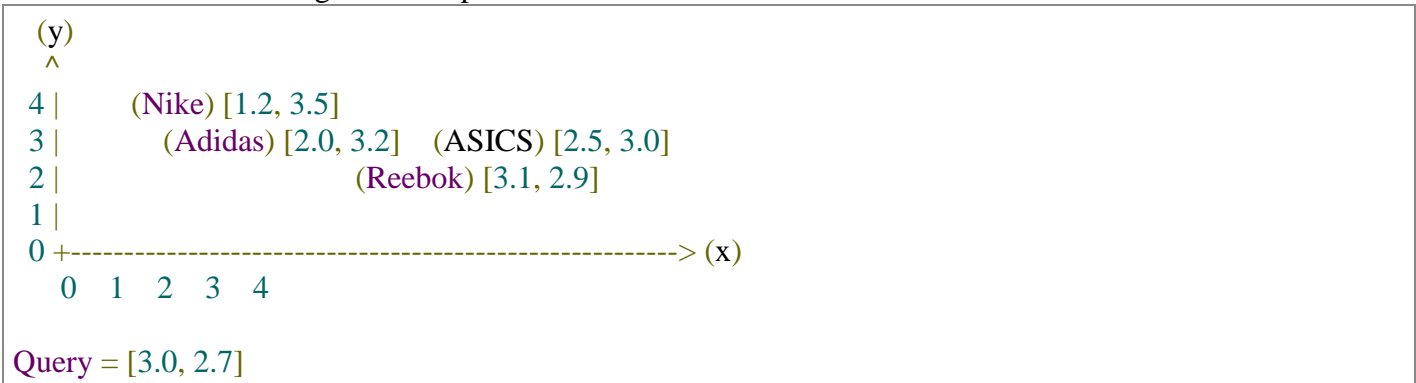 (y)
^
4 | (Nike) [1.2, 3.5]
3 | (Adidas) [2.0, 3.2] (ASICS) [2.5, 3.0]
2 | (Reebok) [3.1, 2.9]
1 |
0 +---------------------------------------------------------> (x)
0 1 2 3 4
Query = [3.0, 2.7]